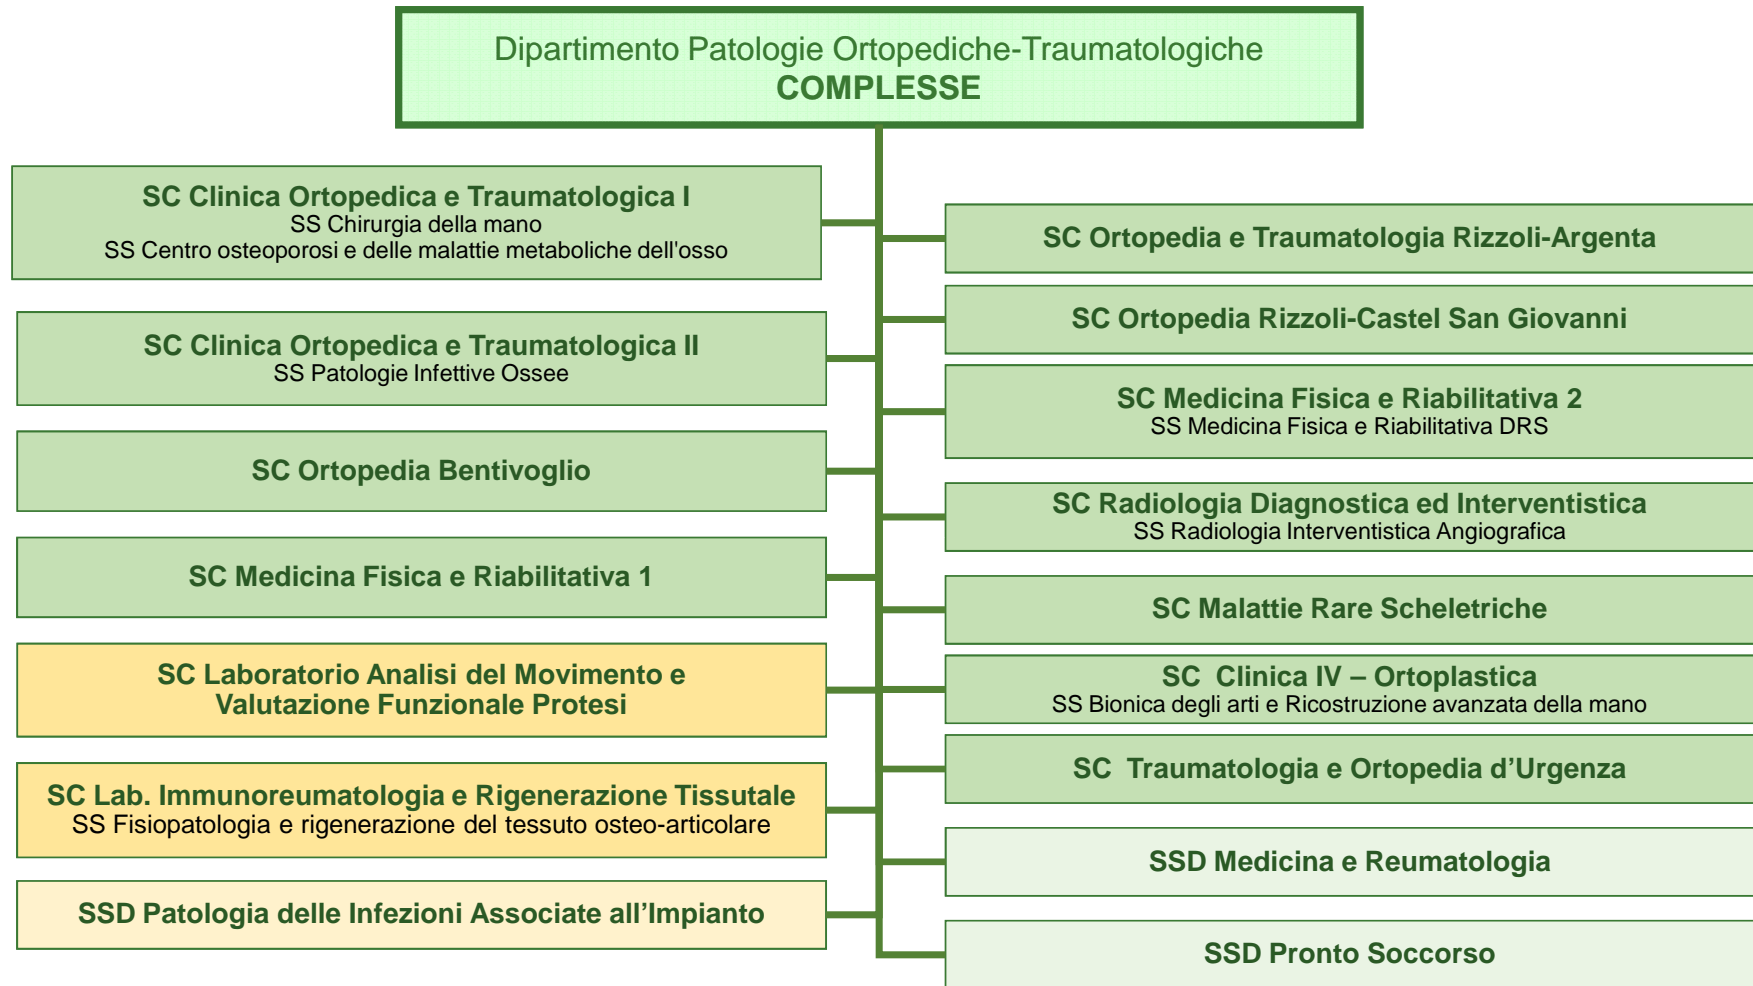 Dipartimento Patologie Ortopediche-Traumatologiche
COMPLESSE
SC Clinica Ortopedica e Traumatologica I
SS Chirurgia della mano
SS Centro osteoporosi e delle malattie metaboliche dell'osso
SC Clinica Ortopedica e Traumatologica II
SS Patologie Infettive Ossee
SC Ortopedia Bentivoglio
SC Medicina Fisica e Riabilitativa 1
SC Laboratorio Analisi del Movimento e
Valutazione Funzionale Protesi
SC Lab. Immunoreumatologia e Rigenerazione Tissutale
SS Fisiopatologia e rigenerazione del tessuto osteo-articolare
SSD Patologia delle Infezioni Associate all’Impianto
SC Ortopedia e Traumatologia Rizzoli-Argenta
SC Ortopedia Rizzoli-Castel San Giovanni
SC Medicina Fisica e Riabilitativa 2
SS Medicina Fisica e Riabilitativa DRS
SC Radiologia Diagnostica ed Interventistica
SS Radiologia Interventistica Angiografica
SC Malattie Rare Scheletriche
SC Clinica IV – Ortoplastica
SS Bionica degli arti e Ricostruzione avanzata della mano
SC Traumatologia e Ortopedia d’Urgenza
SSD Medicina e Reumatologia
SSD Pronto Soccorso